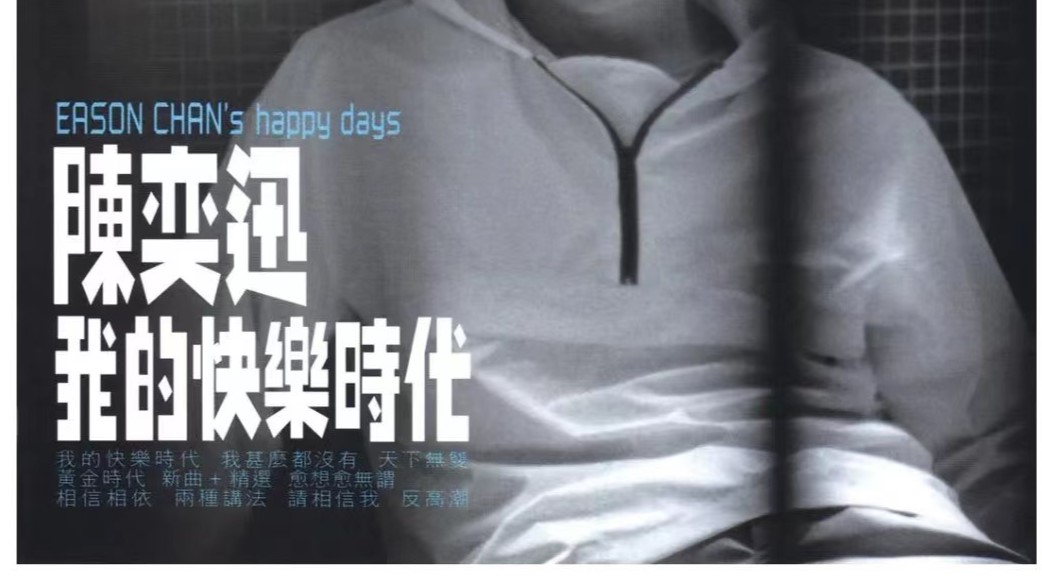 EASON CHAN's happy days
陳奕迅
我的快樂時代
我的快樂時代 我甚麼都沒有 天下無雙
黃金時代 新曲+精選 愈想愈無謂
相信相依 兩種講法 請相信我 反高潮